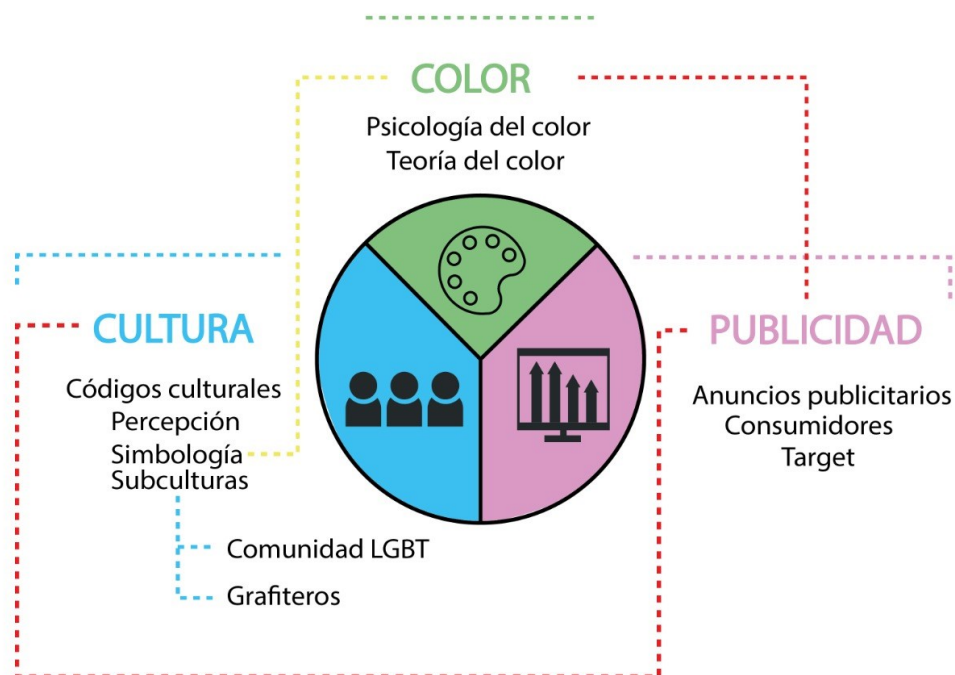 COLOR
Psicología del color
Teoría del color
CULTURA
Códigos culturales
Percepción
Simbología
Subculturas
Comunidad LGBT
Grafiteros
PUBLICIDAD
Anuncios publicitarios
Consumidores
Target